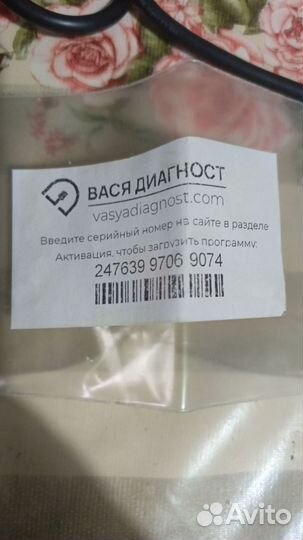 ВАСЯ ДИАГНОСТ
vasyadiagnost.com
Введите серийный номер на сайте в разделе
Активация, чтобы загрузить программу:
247639 9706 9074
Avito